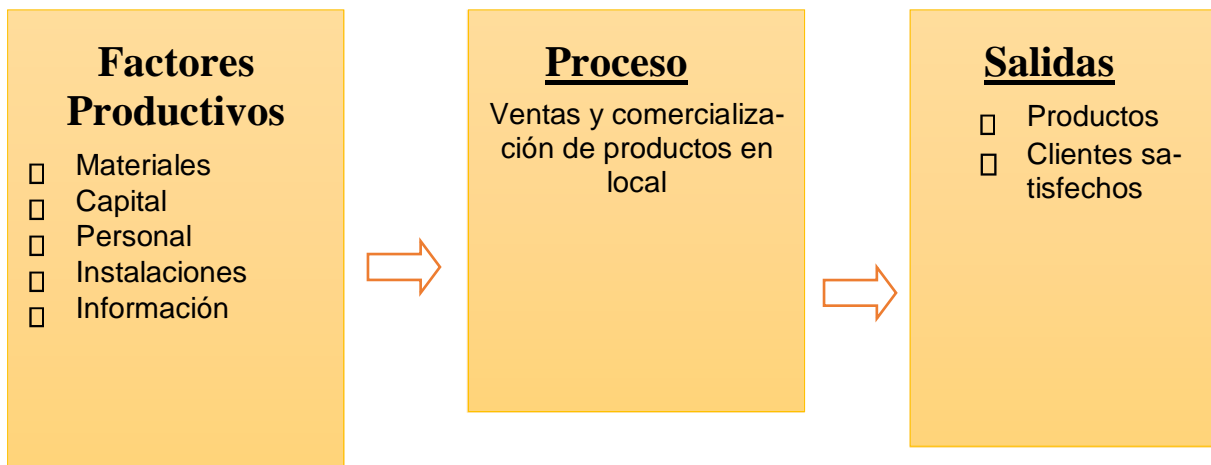 Factores
Productivos
Materiales
Capital
Personal
Instalaciones
Información
Proceso
Ventas y comercializa-
ción de productos en
local
Salidas
Productos
Clientes sa-
tisfechos